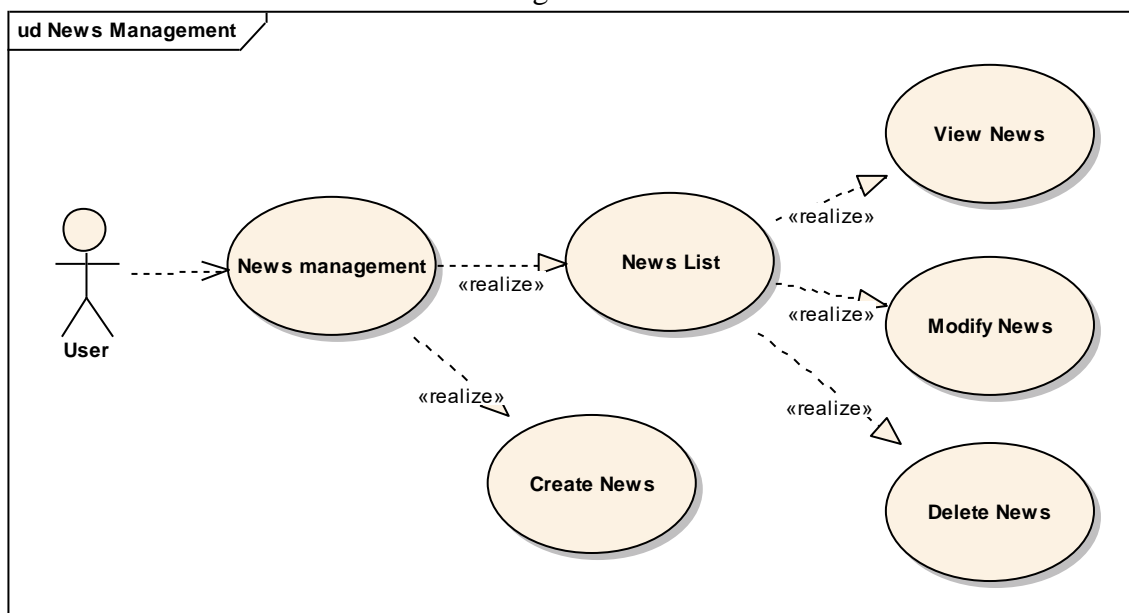 ud News Management
View News
«realize»
News management
News List
«realize»
«realize»
Modify News
User
«realize»
«realize»
Create News
Delete News